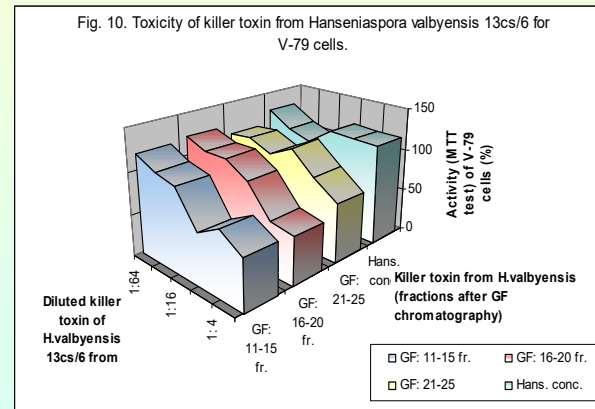 Fig. 10. Toxicity of killer toxin from Hanseniaspora valbyensis 13cs/6 for
V-79 cells.
150
100
50
0
Activity (MTT
test) of V-79
cells (%)
1:64
1:16
1: 4
GF:
11-15
fr.
GF:
16-20
fr.
GF:
21-25
Hans.
conc.
Diluted killer
toxin of
H.valbyensis
13cs/6 from
Killer toxin from H.valbyensis
(fractions after GF
chromatography)
GF: 11-15 fr.
GF: 16-20 fr.
GF: 21-25
Hans. conc.